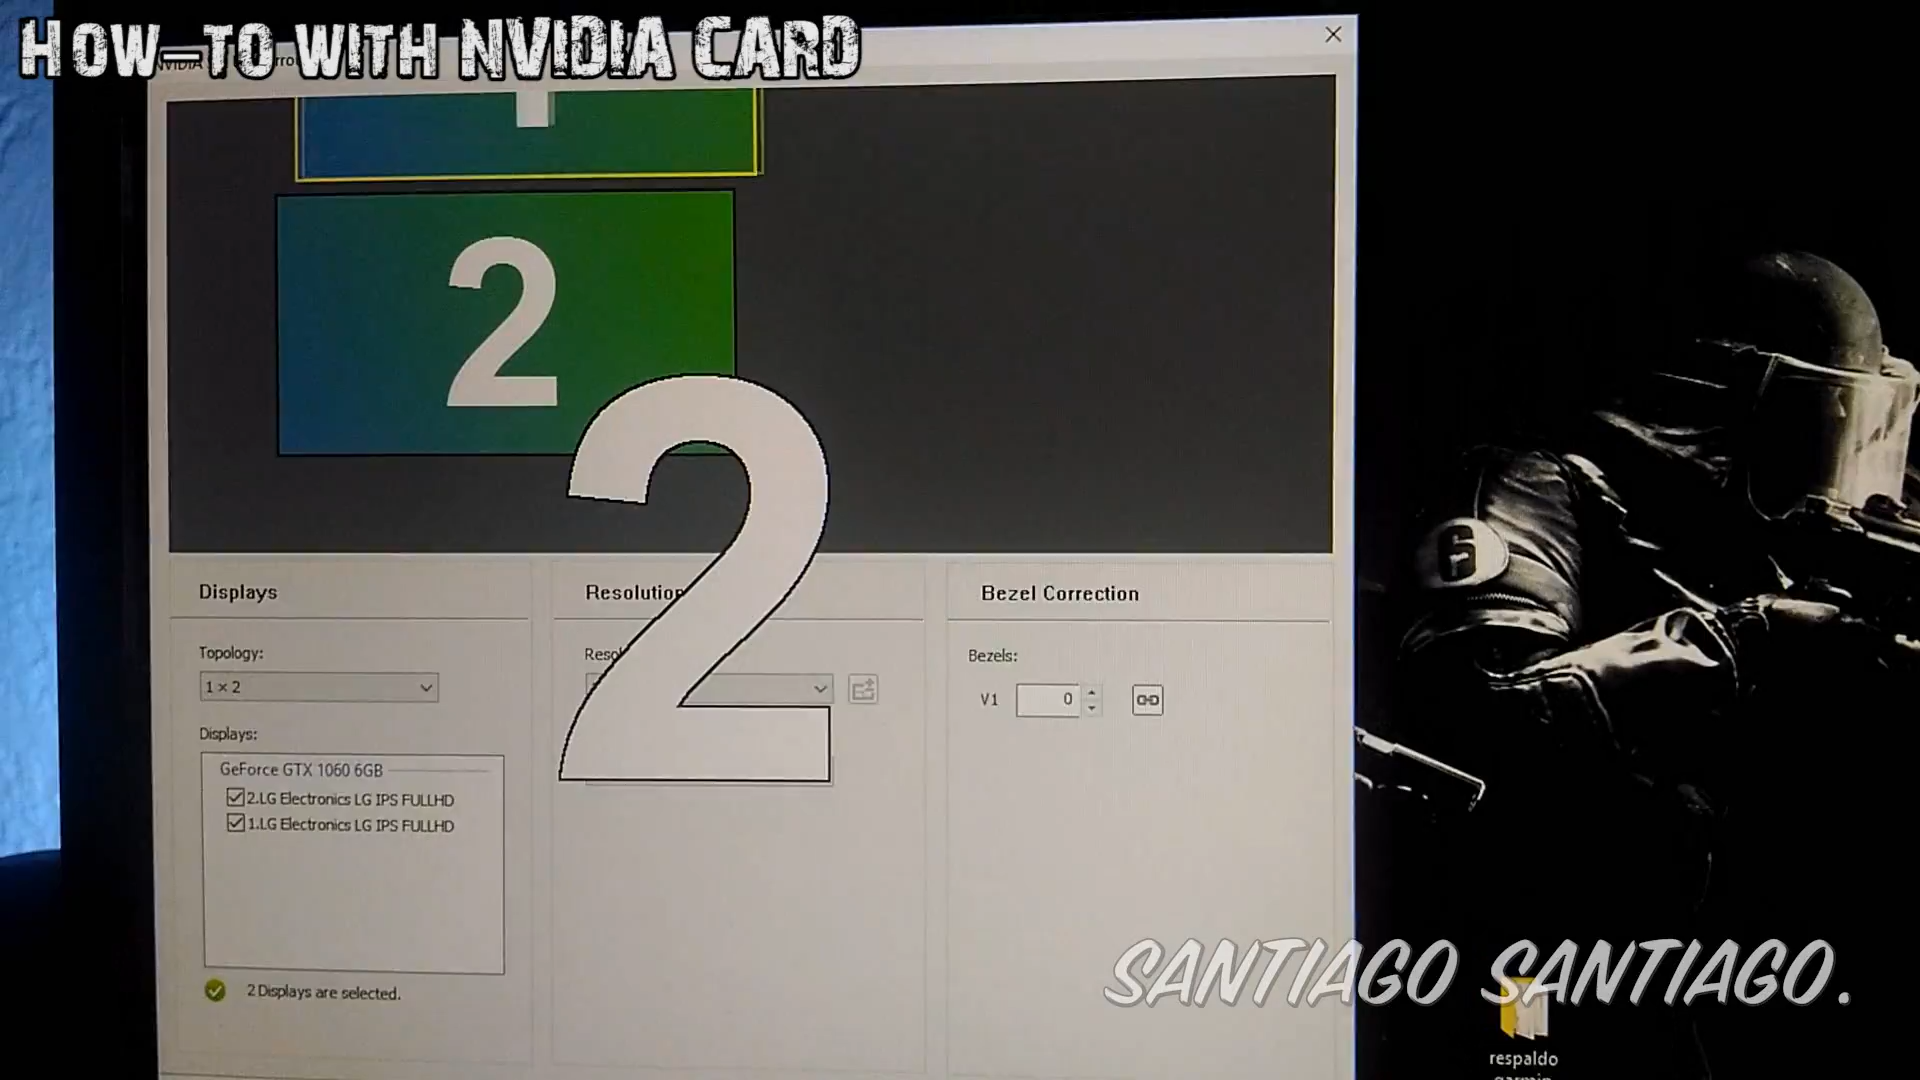 HOW-TO WITH NVIDIA CARD
2
2
Displays
Bezel Correction
Topology:
1 × 2
Bezels:
V1 0
Displays:
GeForce GTX 1060 6GB
2.LG Electronics LG IPS FULLHD
1.LG Electronics LG IPS FULLHD
2 Displays are selected.
SANTIAGO SANTIAGO.
6
respaldo